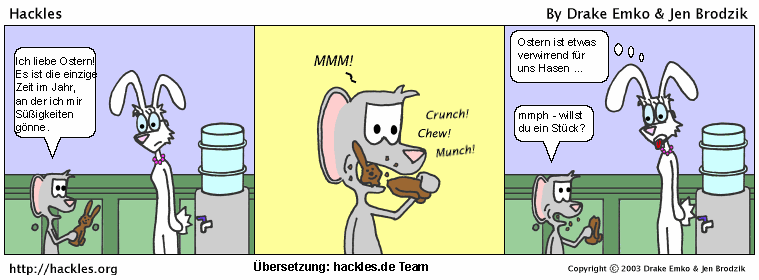 Hackles
By Drake Emko & Jen Brodzik
Ich liebe Ostern!
Es ist die einzige
Zeit im Jahr,
an der ich mir
Süßigkeiten
gönne.
MMM!
Crunch!
Chew!
Munch!
Ostern ist etwas
verwirrend für
uns Hasen ...
mmph - willst
du ein Stück?
http://hackles.org
Übersetzung: hackles.de Team
Copyright © 2003 Drake Emko & Jen Brodzik